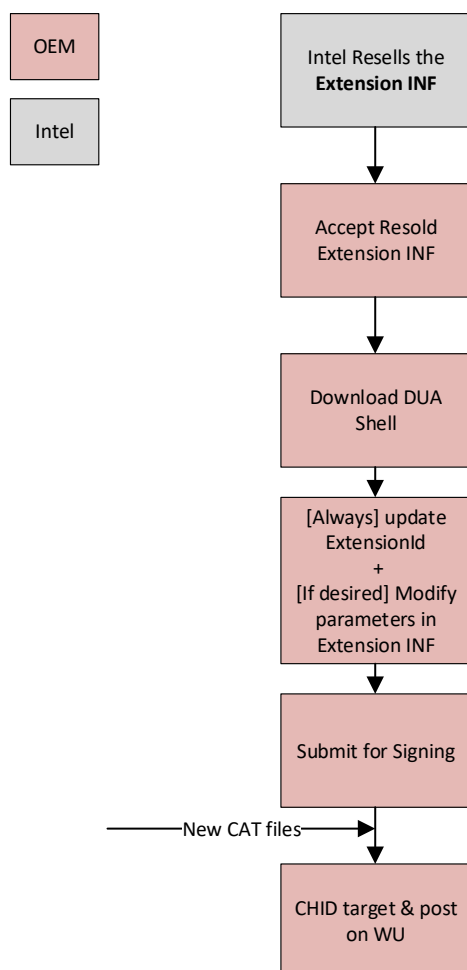 OEM
Intel
Intel Resells the
Extension INF
Accept Resold
Extension INF
Download DUA
Shell
[Always] update
ExtensionId
+
[If desired] Modify
parameters in
Extension INF
Submit for Signing
New CAT files
CHID target & post
on WU